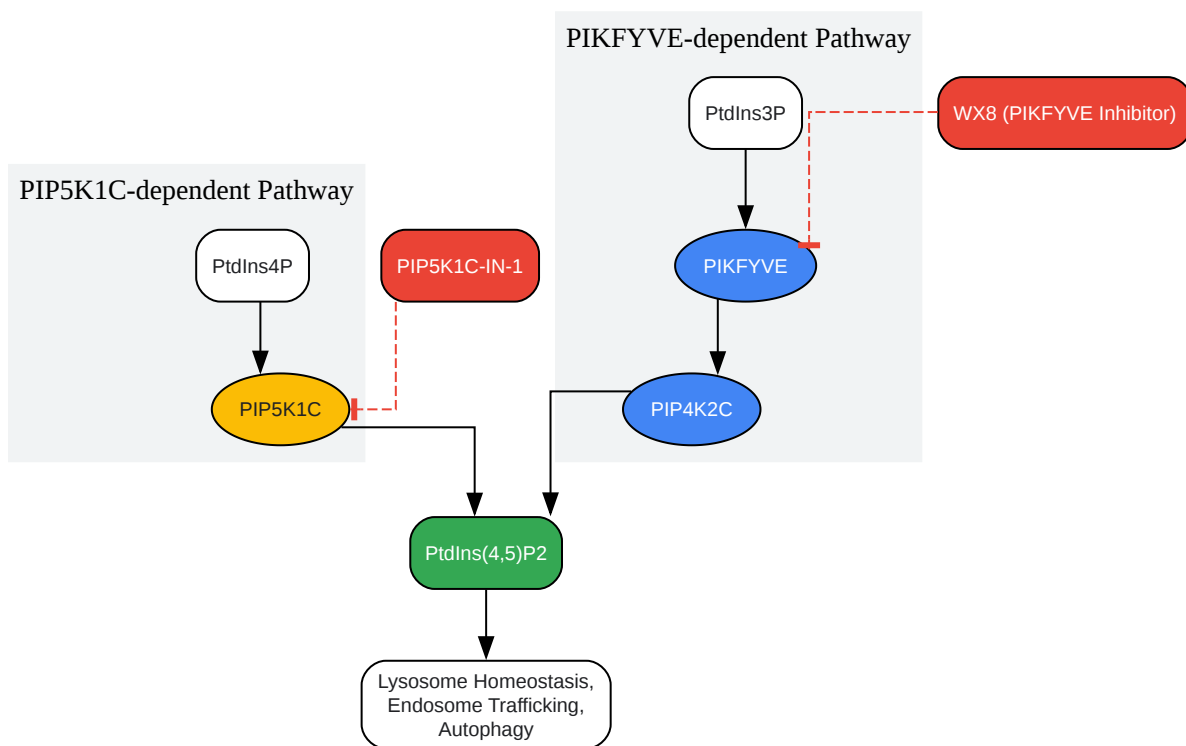 PIKFYVE-dependent Pathway
PtdIns3P
WX8 (PIKFYVE Inhibitor)
PIP5K1C-dependent Pathway
PtdIns4P
PIP5K1C-IN-1
PIKFYVE
PIP5K1C
PIP4K2C
PtdIns(4,5)P2
Lysosome Homeostasis,
Endosome Trafficking,
Autophagy